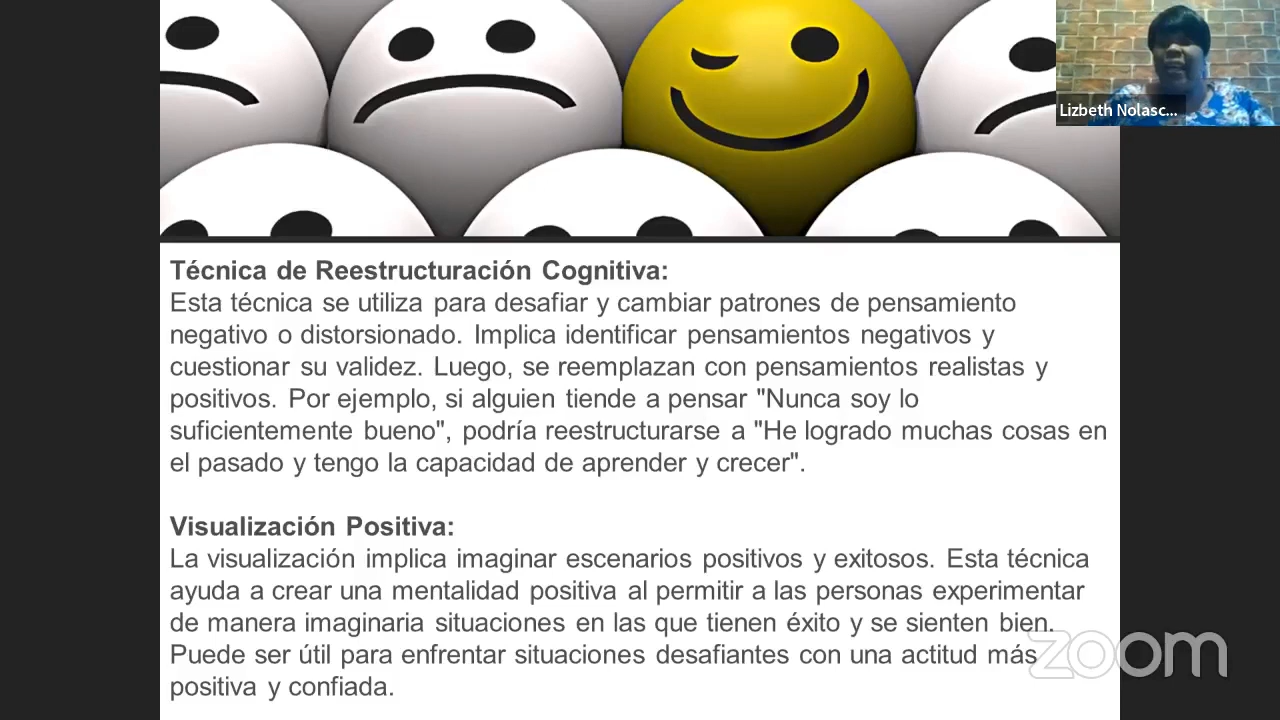 Lizbeth Nolasc...
Técnica de Reestructuración Cognitiva:
Esta técnica se utiliza para desafiar y cambiar patrones de pensamiento
negativo o distorsionado. Implica identificar pensamientos negativos y
cuestionar su validez. Luego, se reemplazan con pensamientos realistas y
positivos. Por ejemplo, si alguien tiende a pensar "Nunca soy lo
suficientemente bueno", podría reestructurarse a "He logrado muchas cosas en
el pasado y tengo la capacidad de aprender y crecer".
Visualización Positiva:
La visualización implica imaginar escenarios positivos y exitosos. Esta técnica
ayuda a crear una mentalidad positiva al permitir a las personas experimentar
de manera imaginaria situaciones en las que tienen éxito y se sienten bien.
Puede ser útil para enfrentar situaciones desafiantes con una actitud más
positiva y confiada.
zoom